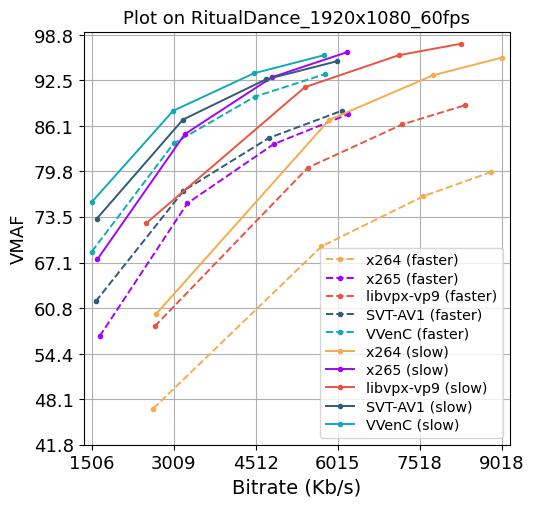 Plot on RitualDance_1920x1080_60fps
98.8
92.5
86.1
79.8
73.5
67.1
60.8
54.4
48.1
41.8
VMAF
x264 (faster)
x265 (faster)
libvpx-vp9 (faster)
SVT-AV1 (faster)
VVenC (faster)
x264 (slow)
x265 (slow)
libvpx-vp9 (slow)
SVT-AV1 (slow)
VVenC (slow)
1506 3009 4512 6015 7518 9018
Bitrate (Kb/s)